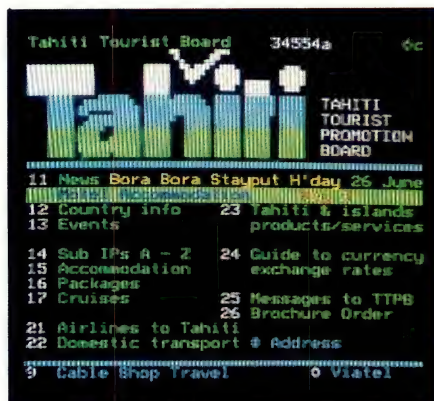 Tahiti Tourist Board 34554a 0c
Tahiti
TAHITI
TOURIST
PROMOTION
BOARD
11 News Bora Bora Stayput H'day 26 June
Accommodation
12 Country info 23 Tahiti & islands
13 Events products/services
14 Sub IPs A - Z 24 Guide to currency
15 Accommodation exchange rates
16 Packages
17 Cruises 25 Messages to TTPB
26 Brochure Order
21 Airlines to Tahiti
22 Domestic transport # Address
9 Cable Shop Travel 0 Viatel